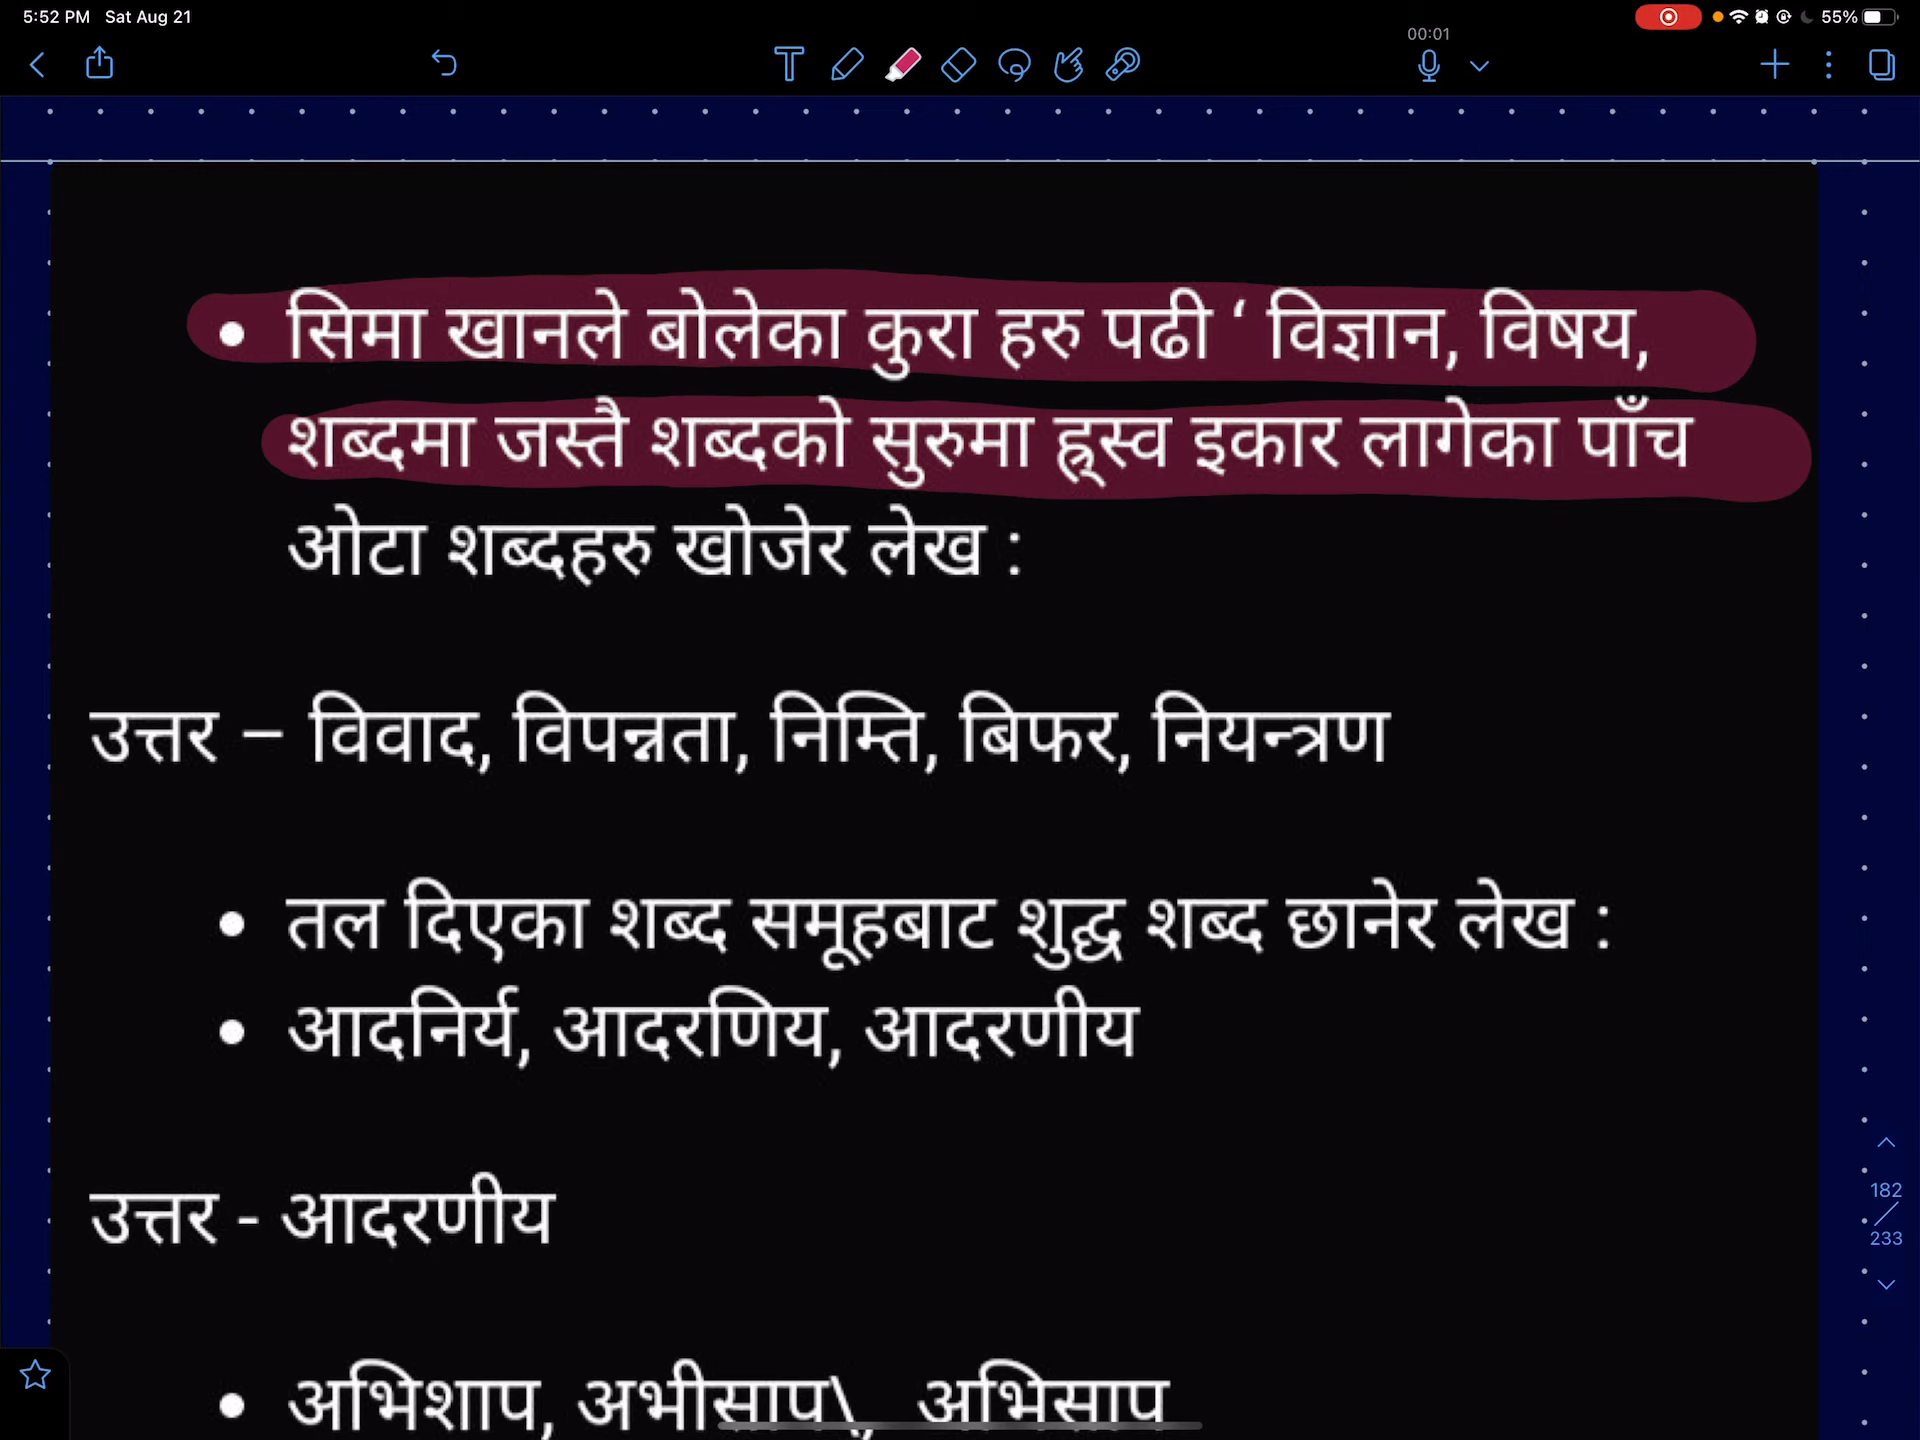 5:52 PM Sat Aug 21
55%
00:01
• सिमा खानले बोलेका कुरा हरु पढी ‘ विज्ञान, विषय,
शब्दमा जस्तै शब्दको सुरुमा ह्रस्व इकार लागेका पाँच
ओटा शब्दहरु खोजेर लेख :
उत्तर – विवाद, विपन्नता, निम्ति, बिफर, नियन्त्रण
• तल दिएका शब्द समूहबाट शुद्ध शब्द छानेर लेख :
• आदनिर्य, आदरणिय, आदरणीय
182
233
उत्तर - आदरणीय
• अभिशाप, अभीसाप\, अभिसाप